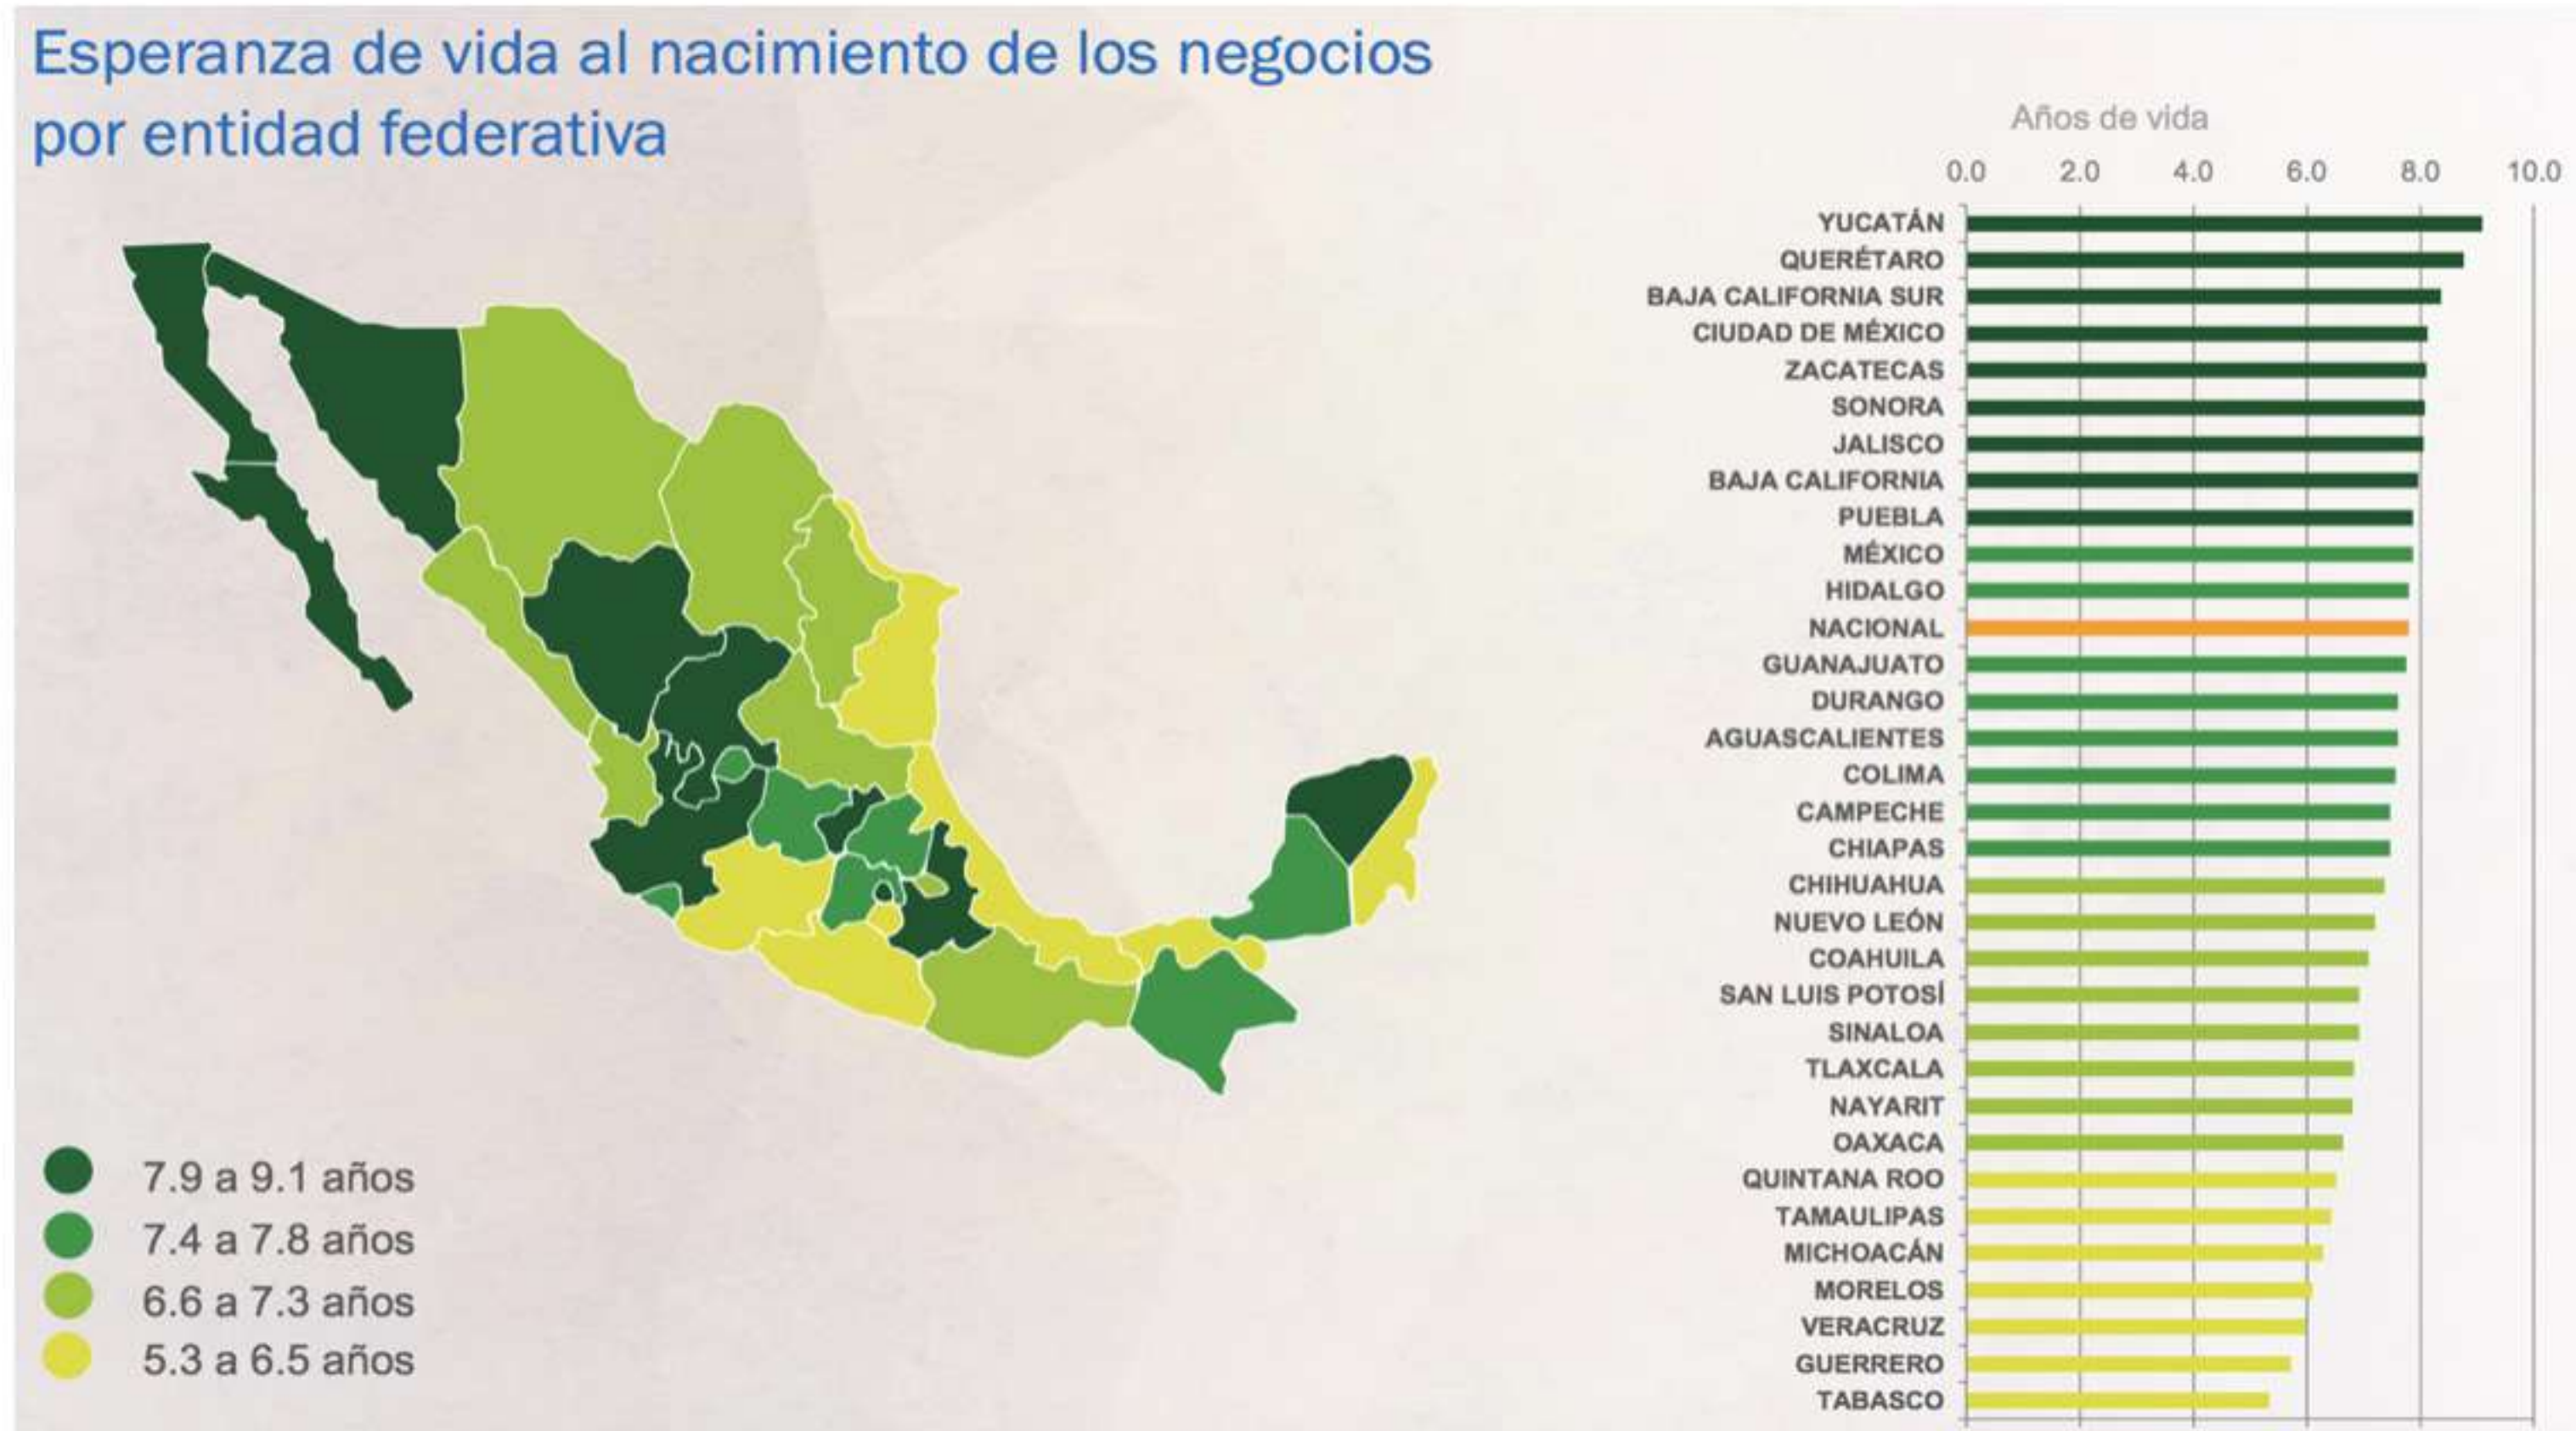 Esperanza de vida al nacimiento de los negocios
por entidad federativa
Años de vida
0.0 2.0 4.0 6.0 8.0 10.0
YUCATÁN
QUERÉTARO
BAJA CALIFORNIA SUR
CIUDAD DE MÉXICO
ZACATECAS
SONORA
JALISCO
BAJA CALIFORNIA
PUEBLA
MÉXICO
HIDALGO
NACIONAL
GUANAJUATO
DURANGO
AGUASCALIENTES
COLIMA
CAMPECHE
CHIAPAS
CHIHUAHUA
NUEVO LEÓN
COAHUILA
SAN LUIS POTOSÍ
SINALOA
TLAXCALA
NAYARIT
OAXACA
QUINTANA ROO
TAMAULIPAS
MICHOACÁN
MORELOS
VERACRUZ
GUERRERO
TABASCO
7.9 a 9.1 años
7.4 a 7.8 años
6.6 a 7.3 años
5.3 a 6.5 años